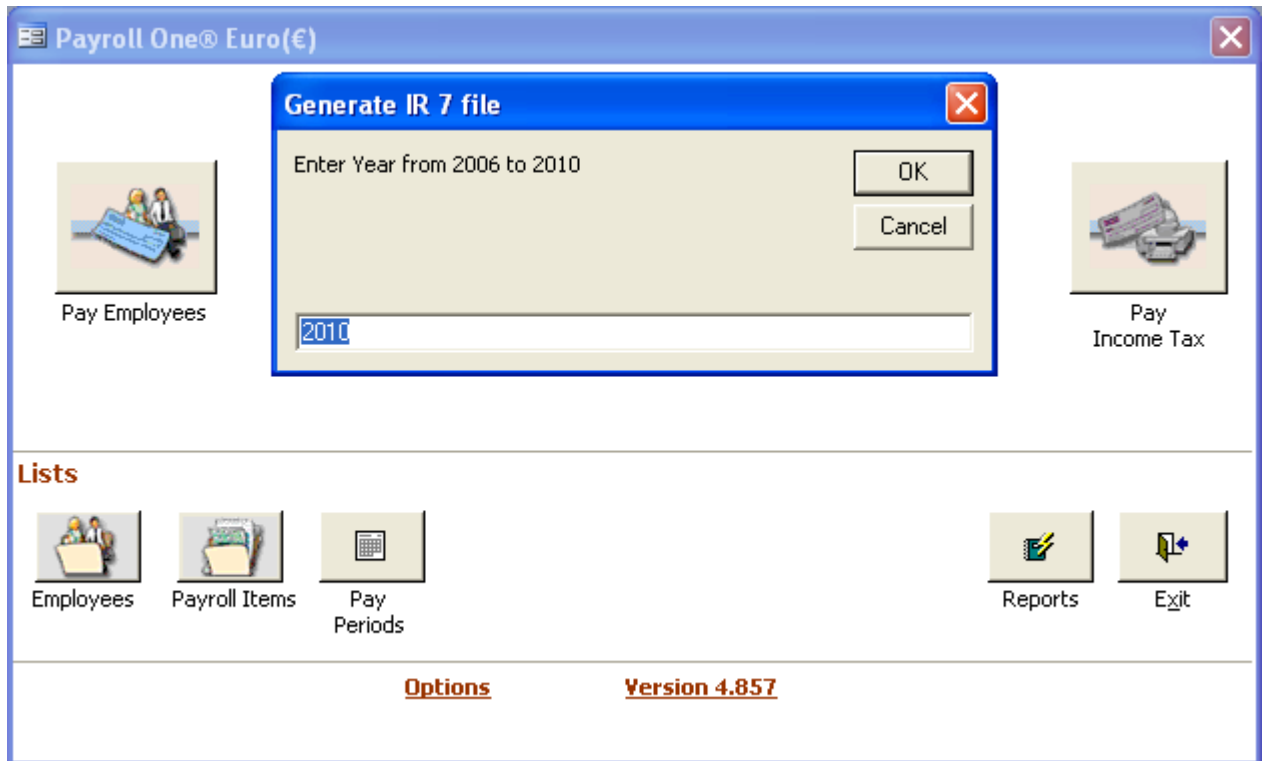 Payroll One® Euro(€)
Generate IR 7 file
Enter Year from 2006 to 2010
OK
Cancel
2010
Pay Employees
Pay
Income Tax
Lists
Employees
Payroll Items
Pay
Periods
Reports
Exit
Options
Version 4.857